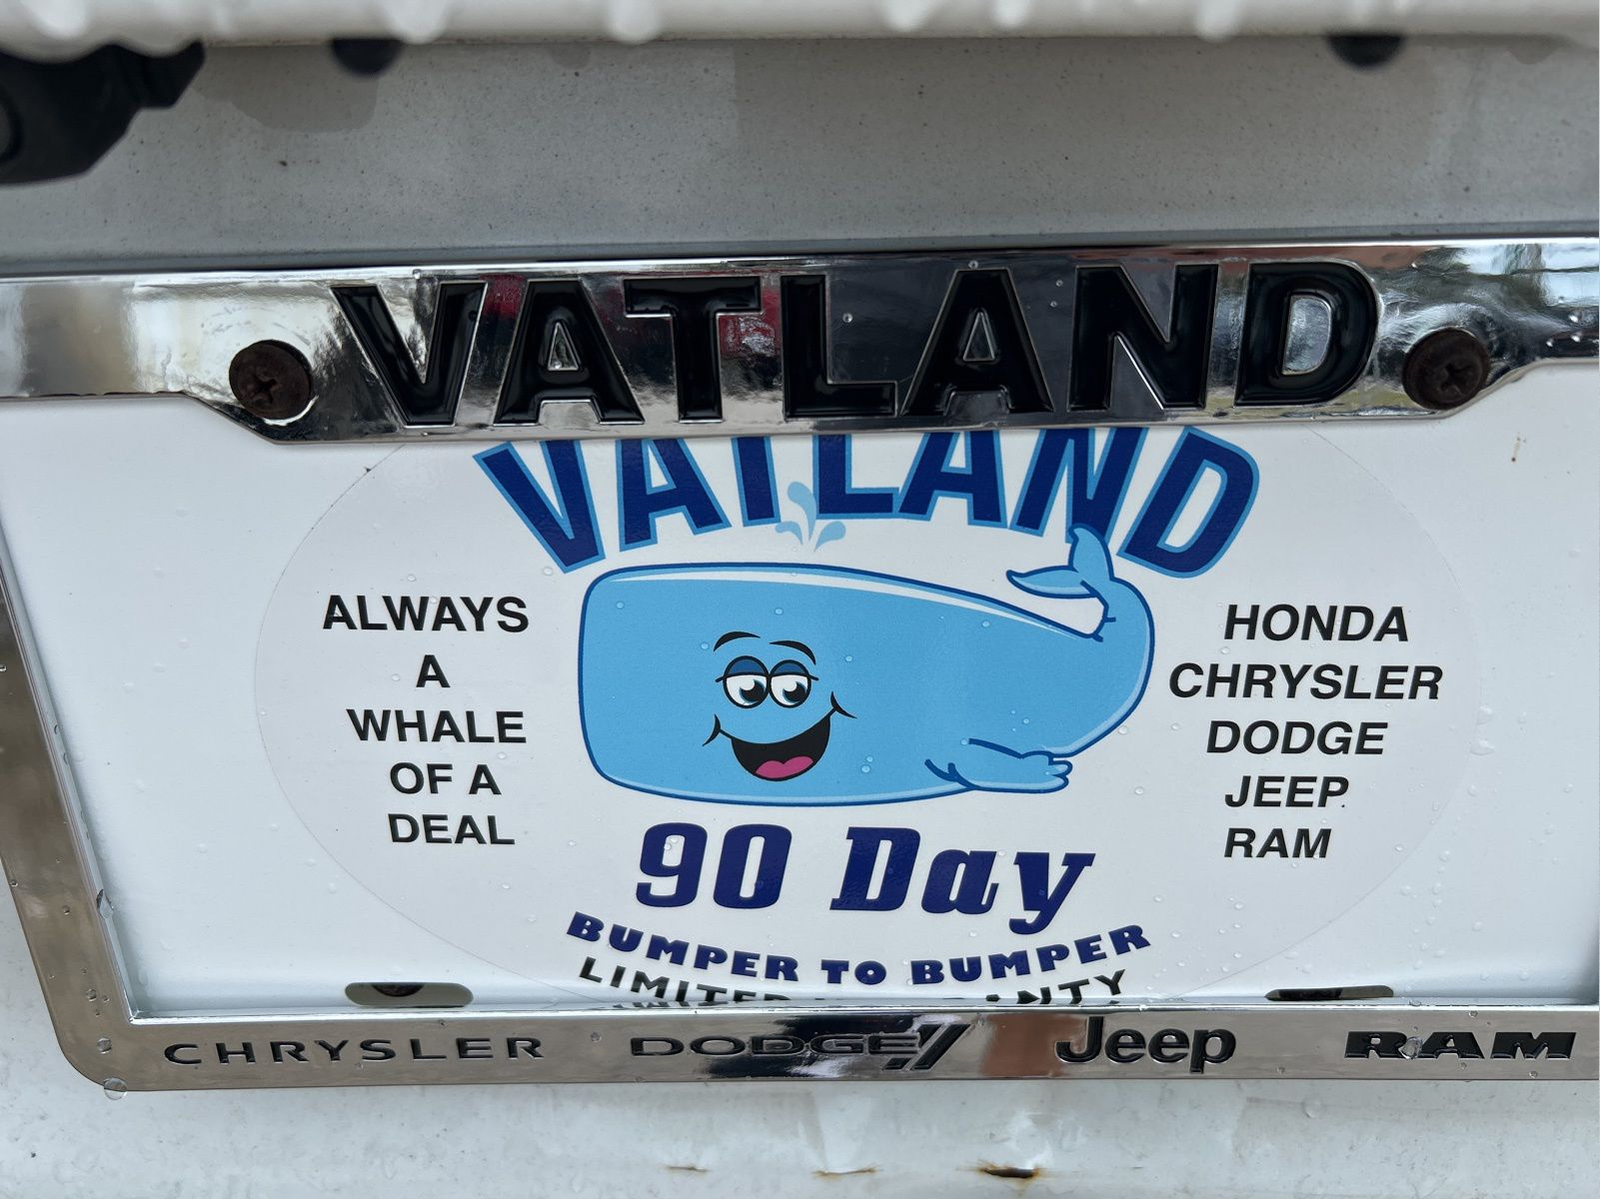 VATLAND
VATLAND
ALWAYS
A
WHALE
OF A
DEAL
HONDA
CHRYSLER
DODGE
JEEP
RAM
90 Day
BUMPER TO BUMPER
CHRYSLER DODGE Jeep RAM